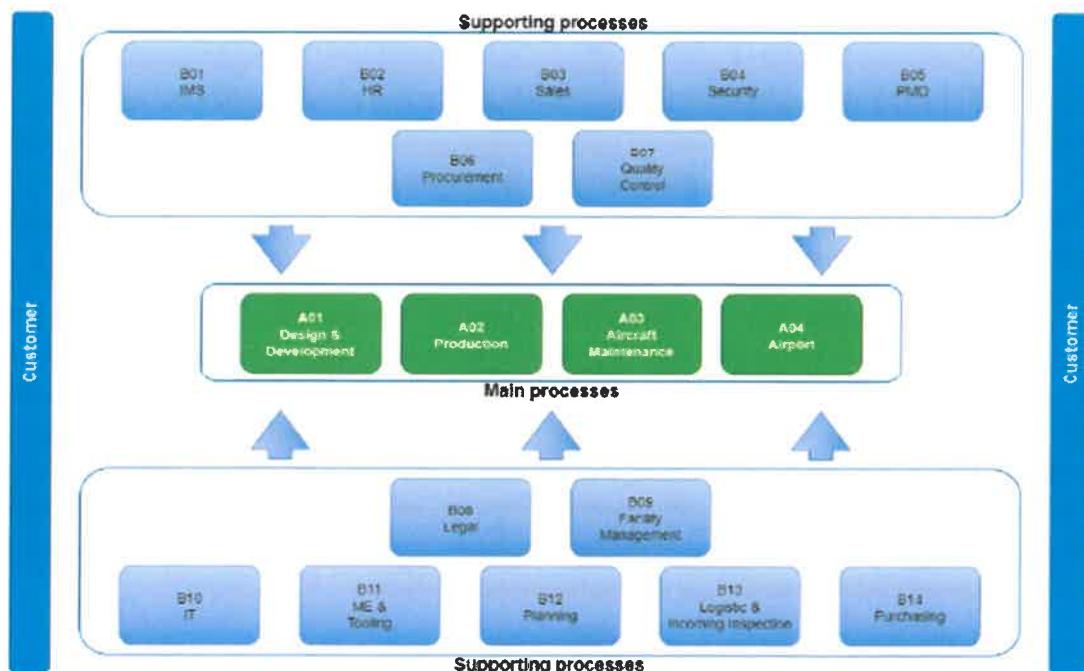 Supporting processes
B01
IMS
B02
HR
B03
Sales
B04
Security
B05
PMO
B06
Procurement
B07
Quality
Control
Customer
Customer
A01
Design &
Development
A02
Production
A03
Aircraft
Maintenance
A04
Airport
Main processes
B08
Legal
B09
Facility
Management
B10
IT
B11
ME &
Tooling
B12
Planning
B13
Logistic &
Incoming Inspection
B14
Purchasing
Supporting processes